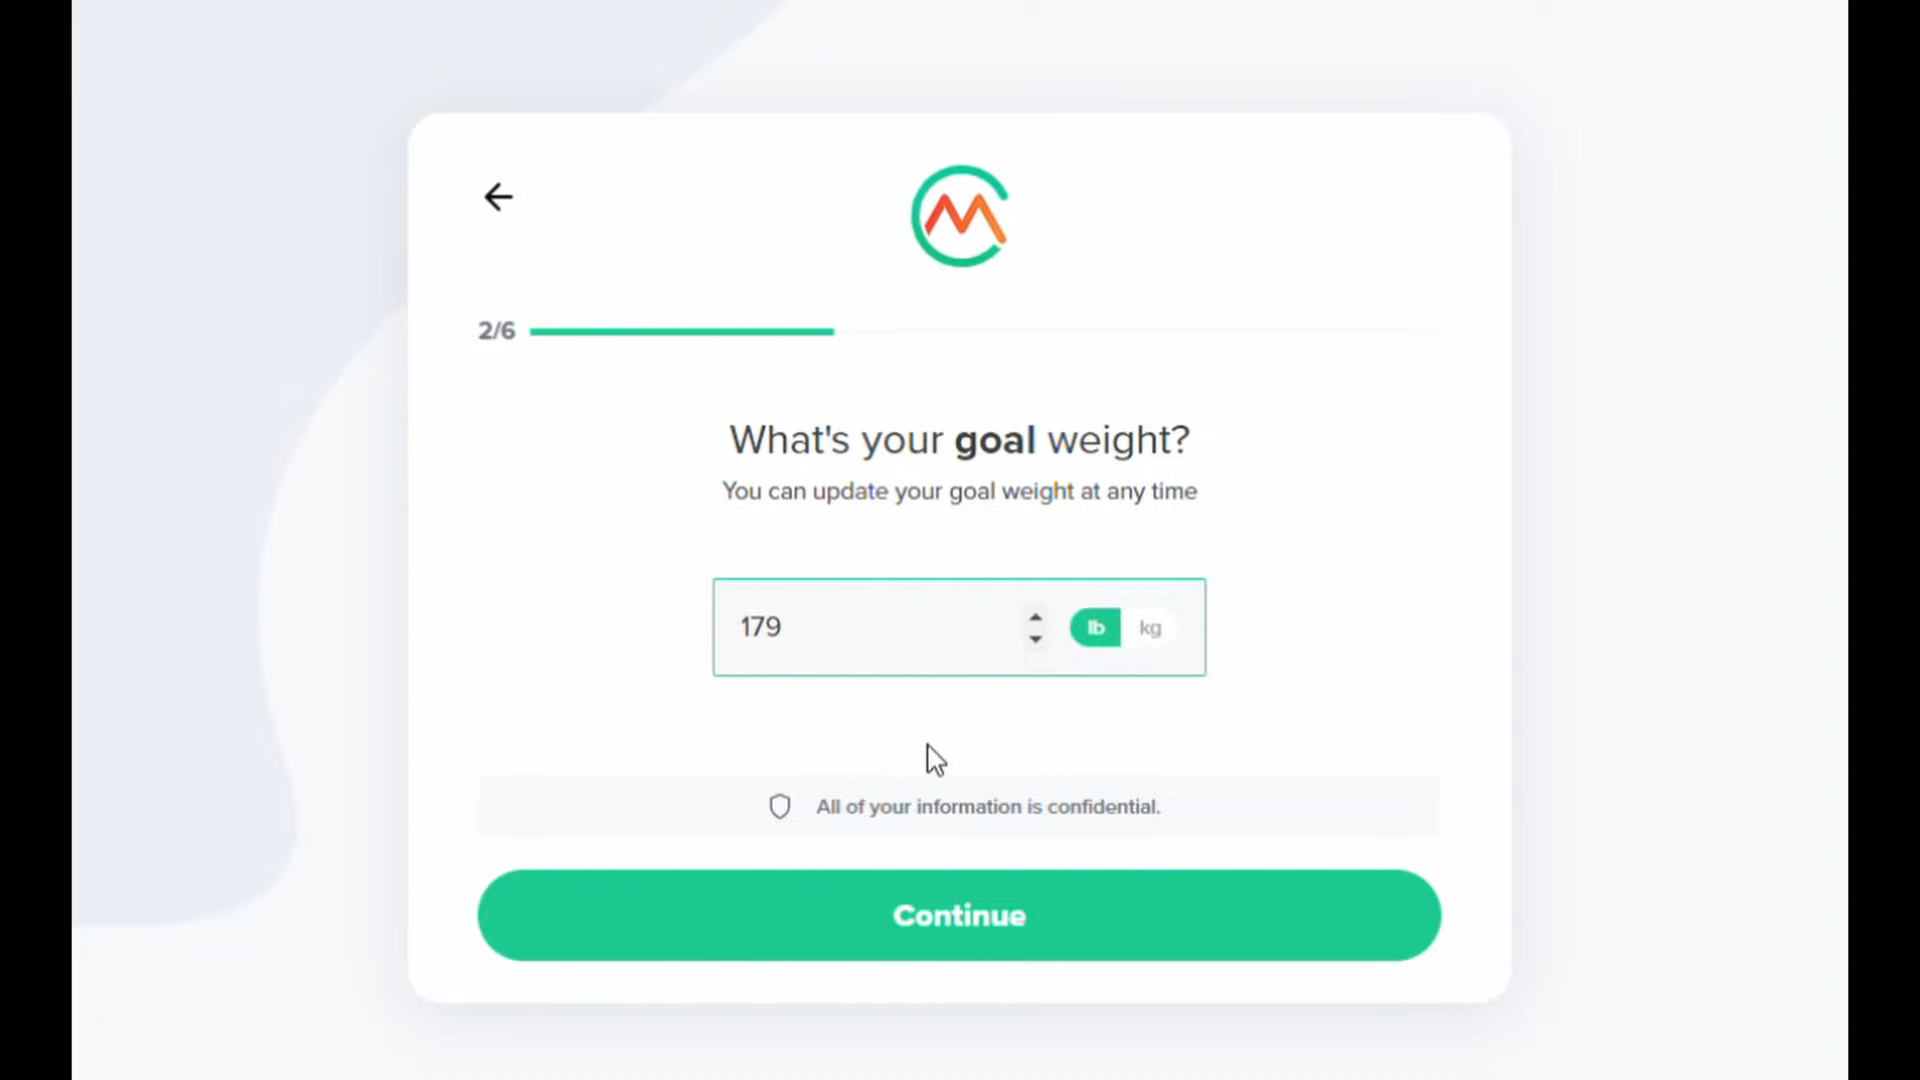 2/6
What's your goal weight?
You can update your goal weight at any time
179
lb kg
All of your information is confidential.
Continue